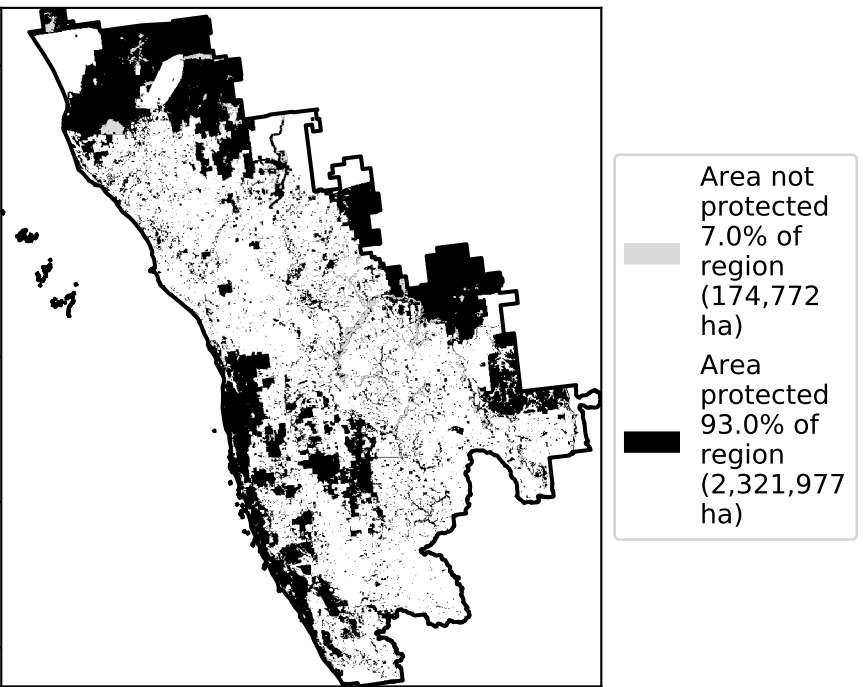 Area not
protected
7.0% of
region
(174,772
ha)
Area
protected
93.0% of
region
(2,321,977
ha)